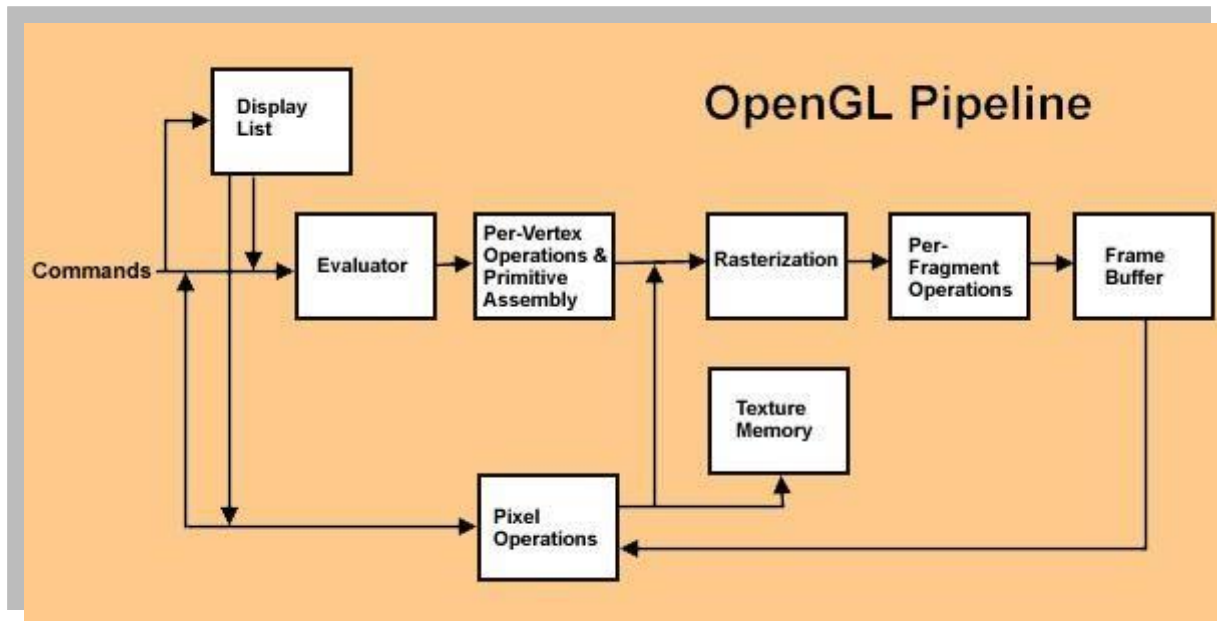 OpenGL Pipeline
Display
List
Commands
Evaluator
Per-Vertex
Operations &
Primitive
Assembly
Rasterization
Per-
Fragment
Operations
Frame
Buffer
Texture
Memory
Pixel
Operations